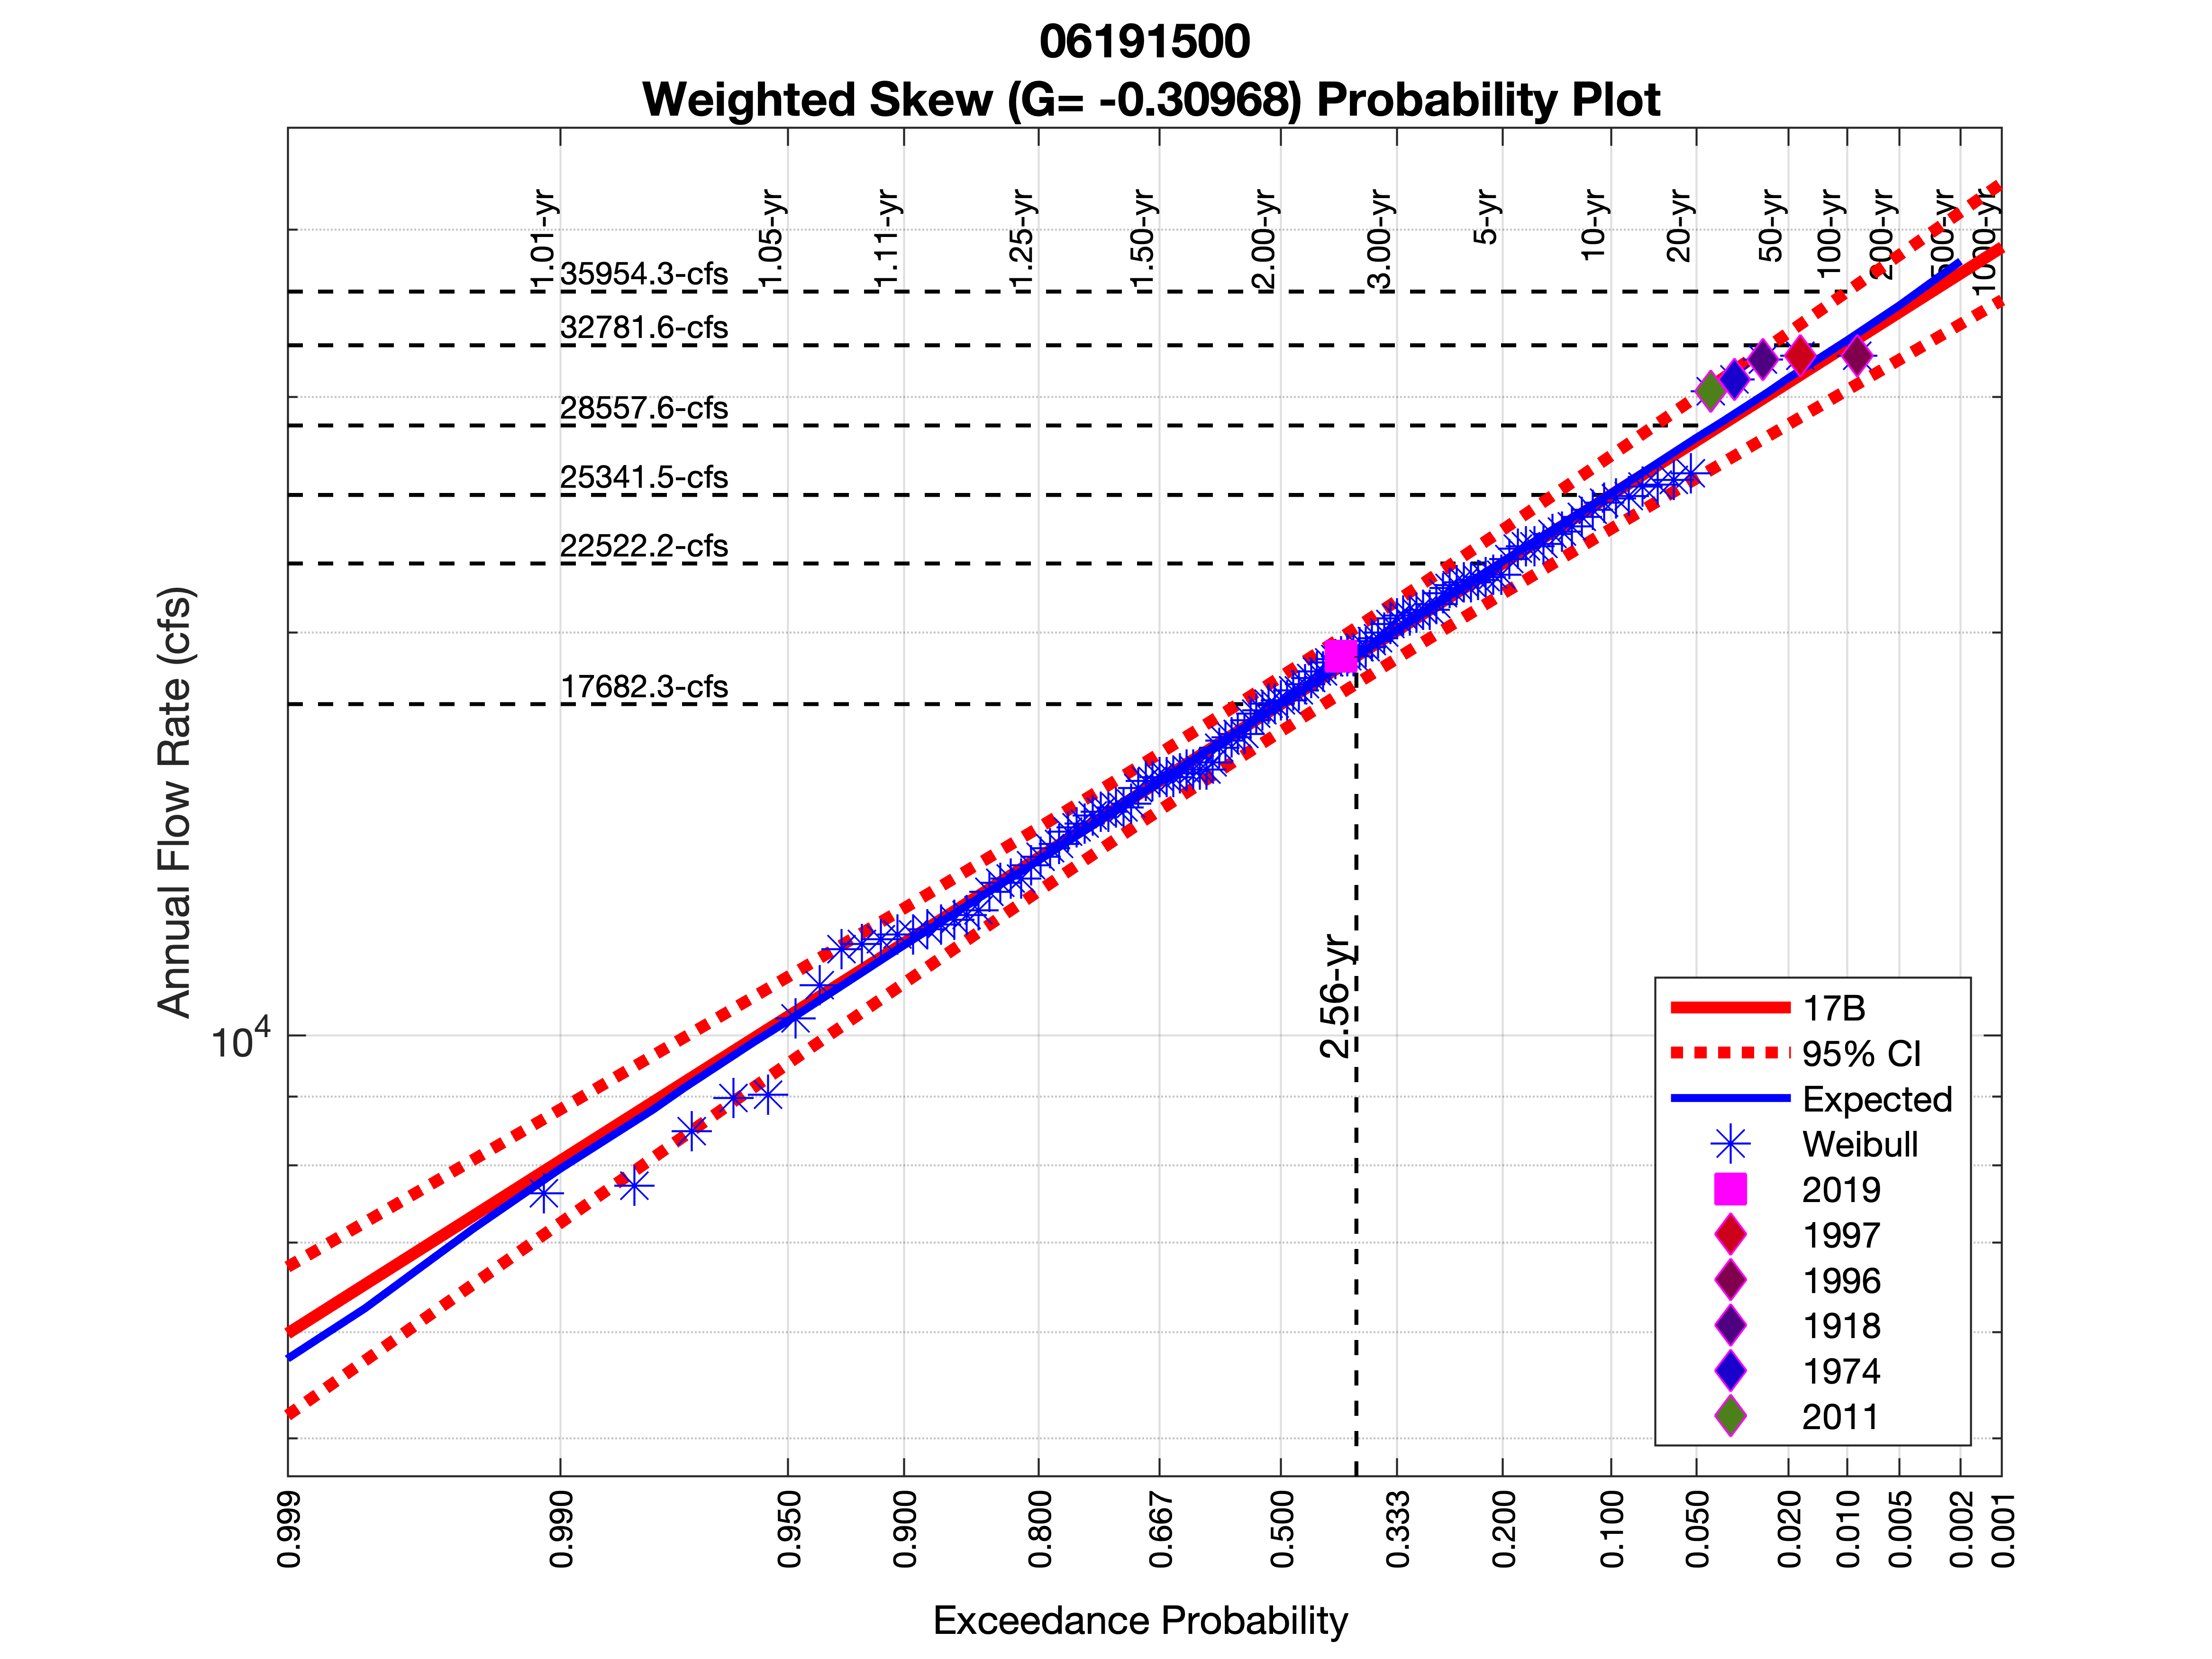 06191500
Weighted Skew (G= -0.30968) Probability Plot
1.01-yr
1.05-yr
1.11-yr
1.25-yr
1.50-yr
2.00-yr
3.00-yr
5-yr
10-yr
20-yr
50-yr
100-yr
200-yr
500-yr
1000-yr
35954.3-cfs
32781.6-cfs
28557.6-cfs
25341.5-cfs
22522.2-cfs
17682.3-cfs
2.56-yr
Annual Flow Rate (cfs)
10^4
17B
95% CI
Expected
Weibull
2019
1997
1996
1918
1974
2011
0.999
0.990
0.950
0.900
0.800
0.667
0.500
0.333
0.200
0.100
0.050
0.020
0.010
0.005
0.002
0.001
Exceedance Probability